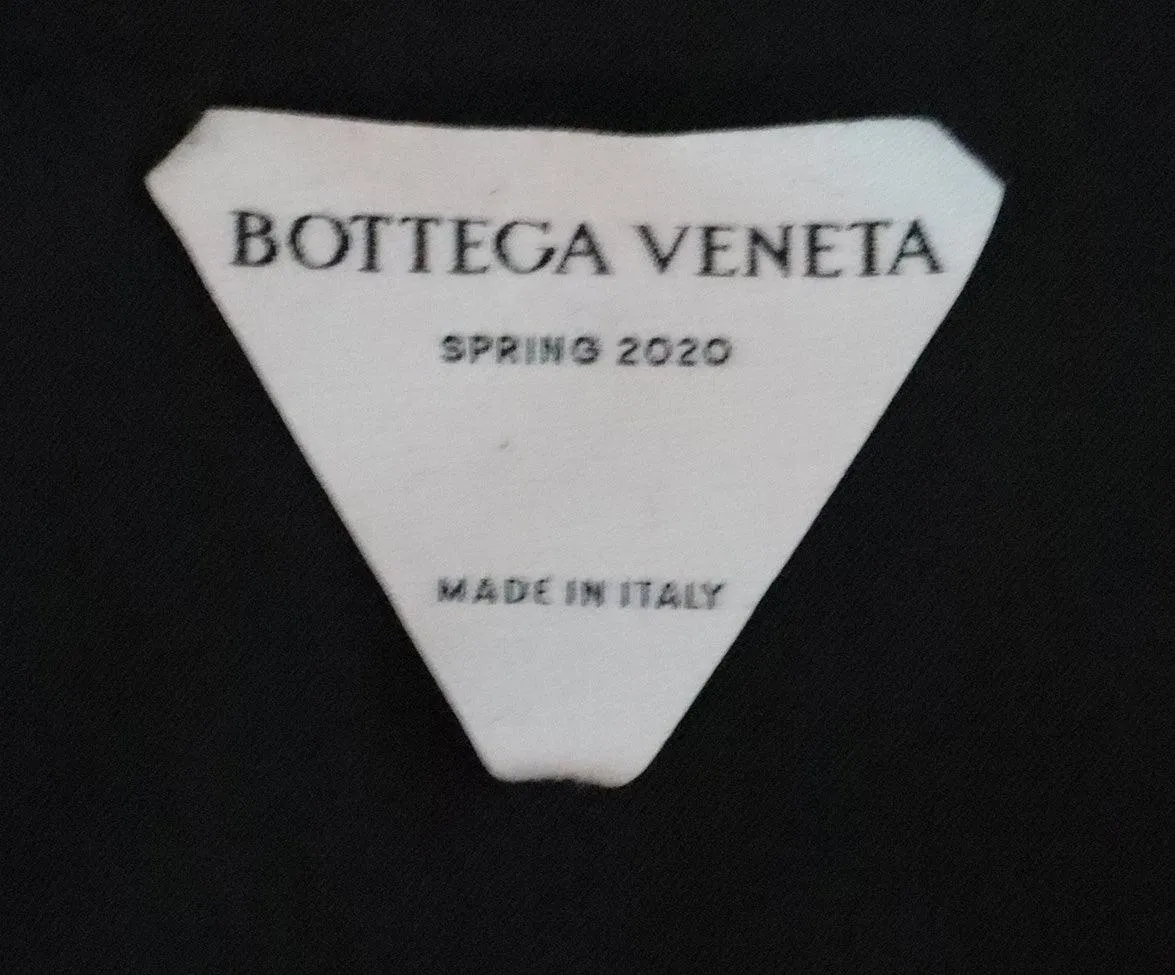 BOTTEGA VENETA
SPRING 2020
MADE IN ITALY